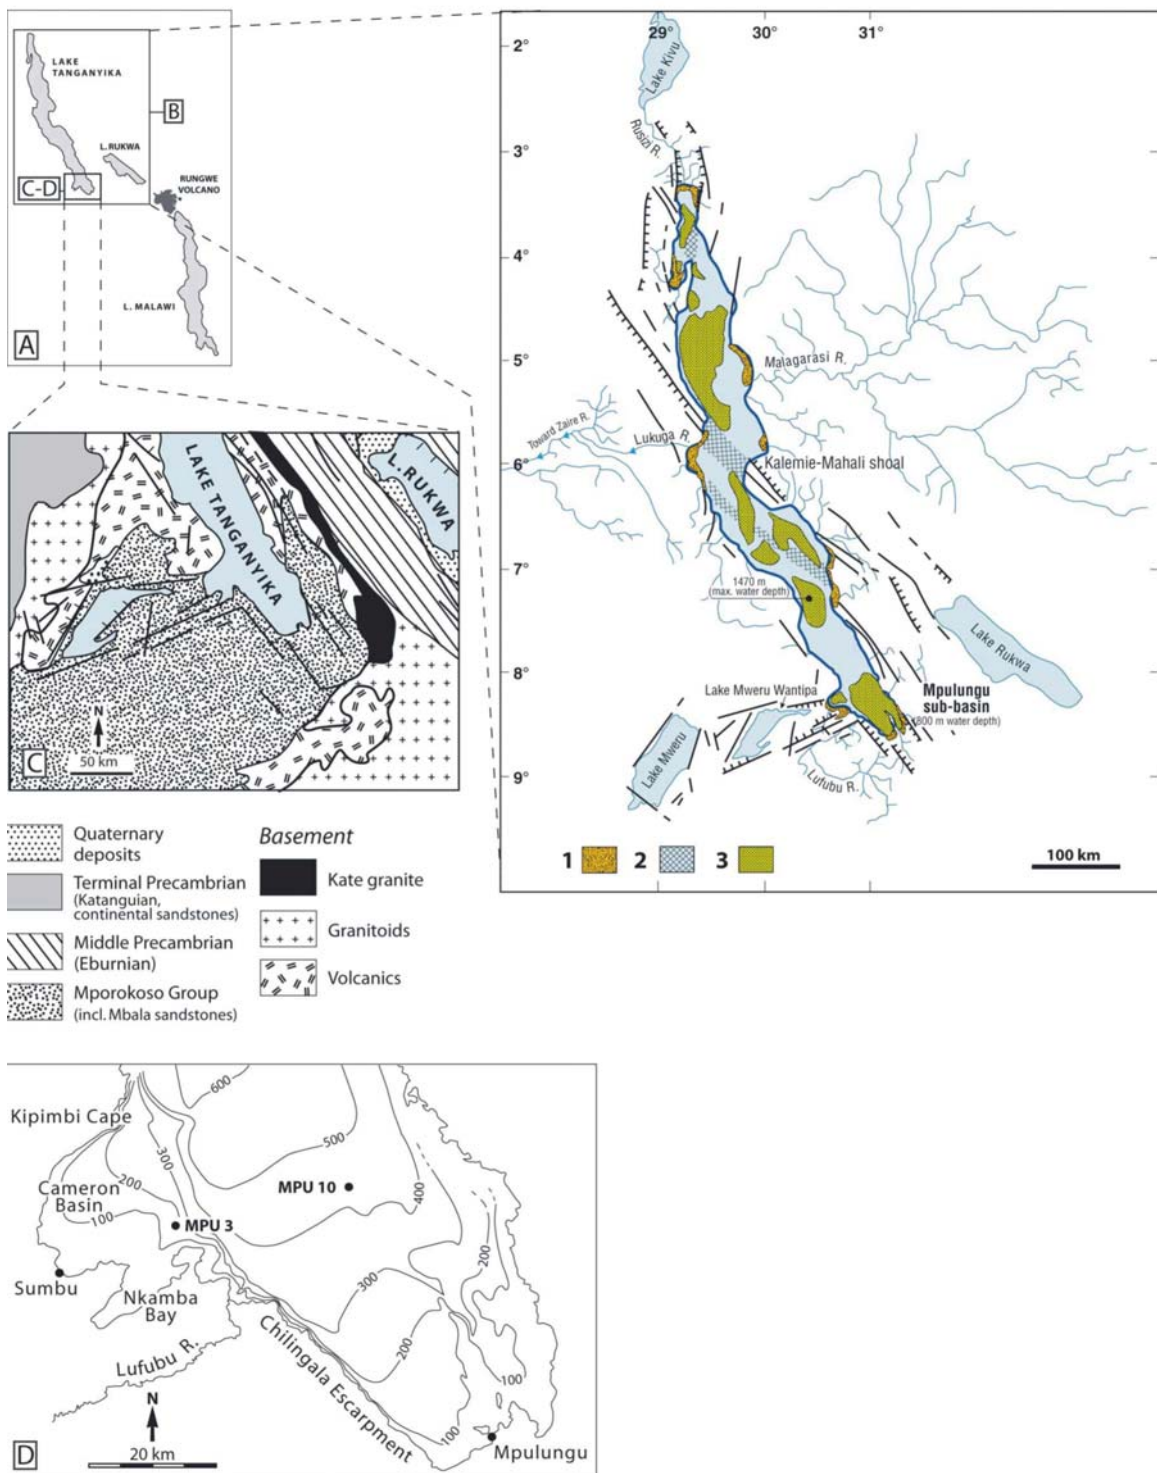 LAKE
TANGANYIKA
B
L. RUKWA
C-D
RUNGWE
VOLCANO
L. MALAWI
A
29° 30° 31°
2°
3°
4°
5°
6°
7°
8°
9°
Lake Kivu
Rusizi R.
Malagarasi R.
Toward Zaire R.
Lukuga R.
Kalemie-Mahali shoal
1470 m
(max. water depth)
Lake Rukwa
Lake Mweru Wantipa
Mpulungu
sub-basin
(800 m water depth)
Lake Mweru
Lufubu R.
1 2 3
100 km
LAKE TANGANYIKA
L. RUKWA
N
50 km
C
Quaternary
deposits
Terminal Precambrian
(Katanguian,
continental sandstones)
Middle Precambrian
(Eburnian)
Mporokoso Group
(incl. Mbala sandstones)
Basement
Kate granite
Granitoids
Volcanics
Kipimbi Cape
600
500
300
200
400
Cameron
Basin
100
MPU 10
MPU 3
200
Sumbu
300
Nkamba
Bay
Chilingala Escarpment
200
100
Lufubu R.
N
100
Mpulungu
D
20 km